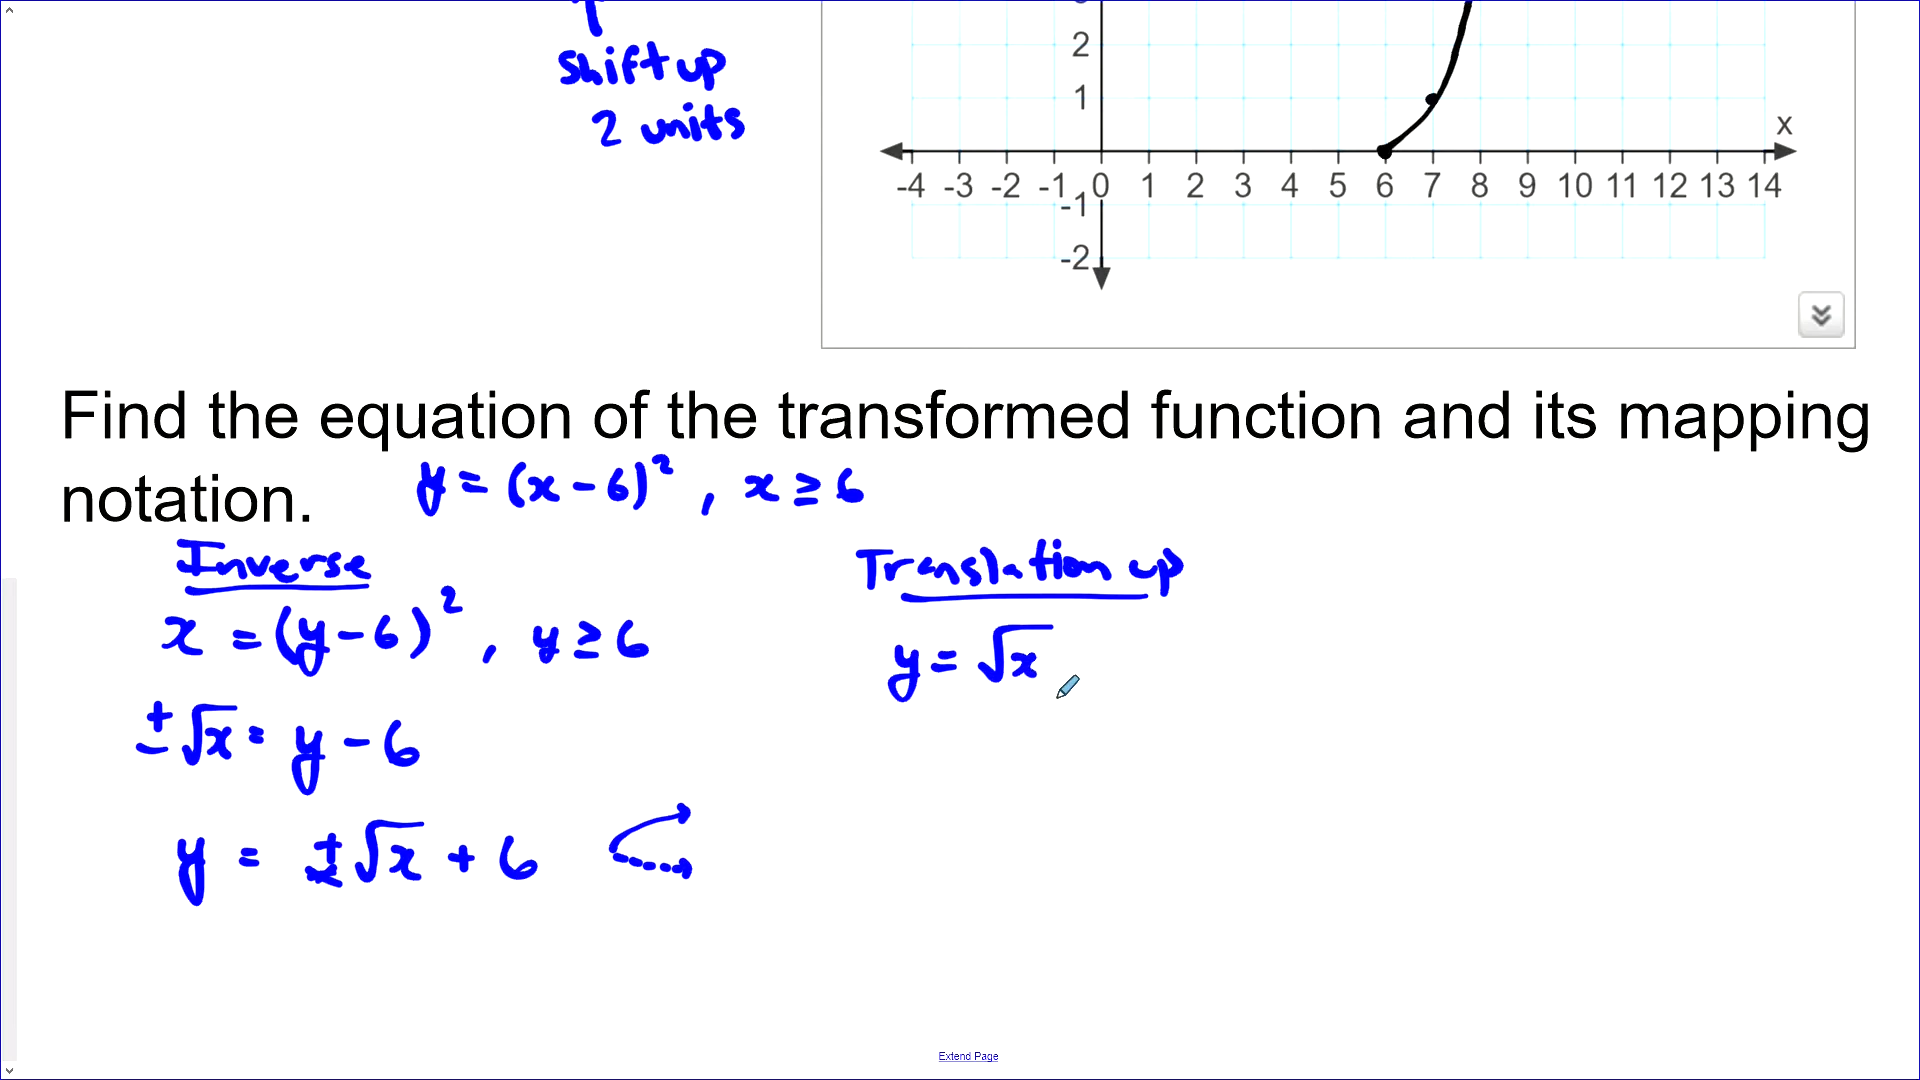 shift up
2 units
2
1
x
-4 -3 -2 -1 0 1 2 3 4 5 6 7 8 9 10 11 12 13 14
-1
-2
Find the equation of the transformed function and its mapping
notation. y = (x - 6)², x ≥ 6
Inverse
Translation up
x = (y - 6)², y ≥ 6
y = √x
± √x = y - 6
y = ± √x + 6
Extend Page